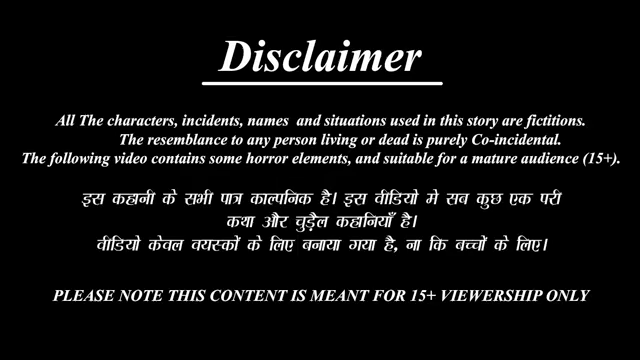 Disclaimer
All The characters, incidents, names and situations used in this story are fictitions.
The resemblance to any person living or dead is purely Co-incidental.
The following video contains some horror elements, and suitable for a mature audience (15+).
इस कहानी के सभी पात्र काल्पनिक है। इस वीडियो मे सब कुछ एक परी
कथा और चुड़ैल कहानियाँ है।
वीडियो केवल वयस्कों के लिए बनाया गया है, ना कि बच्चों के लिए।
PLEASE NOTE THIS CONTENT IS MEANT FOR 15+ VIEWERSHIP ONLY